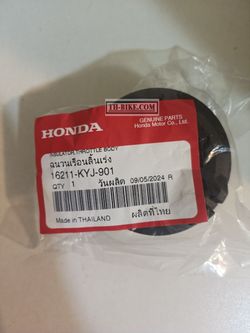 TH-BIKE.COM
HONDA
GENUINE PARTS
Honda Motor Co., Ltd.
INSULATOR,THROTTLE BODY
ฉนวนเรือนลิ้นเร่ง
16211-KYJ-901
QTY 1 วันผลิต 09/05/2024 R
Made in THAILAND ผลิตที่ไทย